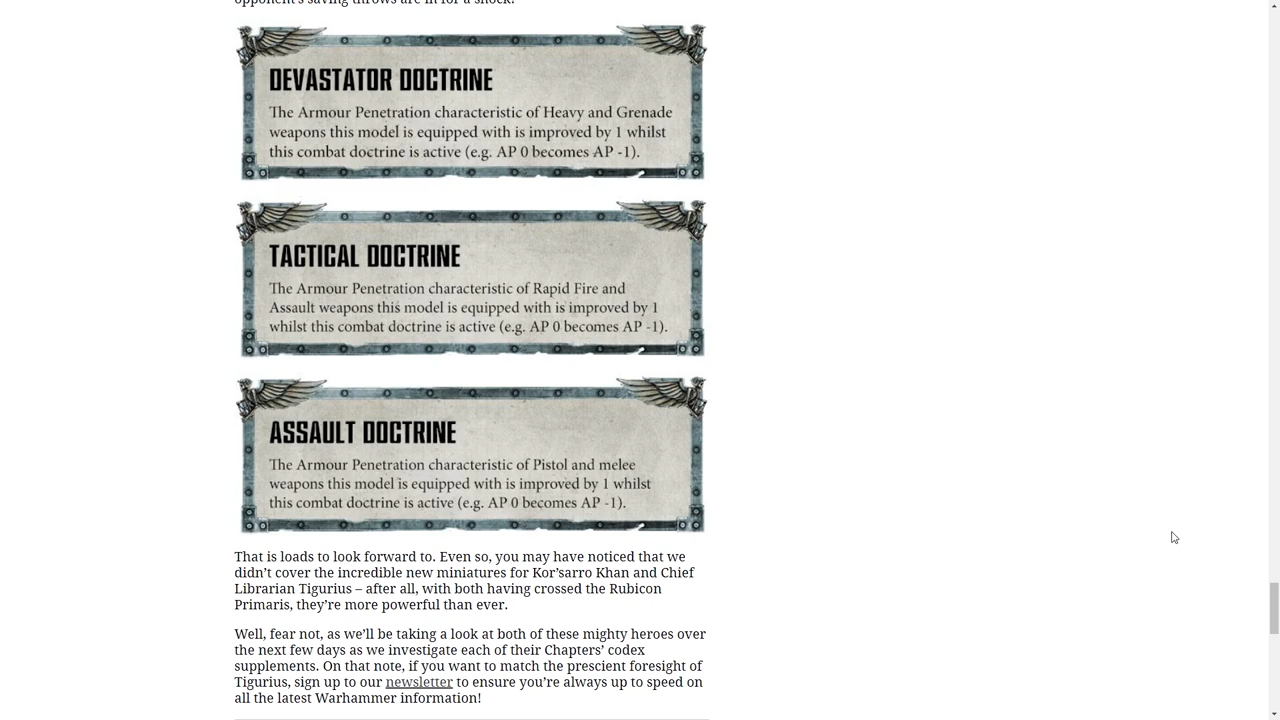 opponent's saving throws are in for a shock!
DEVASTATOR DOCTRINE
The Armour Penetration characteristic of Heavy and Grenade
weapons this model is equipped with is improved by 1 whilst
this combat doctrine is active (e.g. AP 0 becomes AP -1).
TACTICAL DOCTRINE
The Armour Penetration characteristic of Rapid Fire and
Assault weapons this model is equipped with is improved by 1
whilst this combat doctrine is active (e.g. AP 0 becomes AP -1).
ASSAULT DOCTRINE
The Armour Penetration characteristic of Pistol and melee
weapons this model is equipped with is improved by 1 whilst
this combat doctrine is active (e.g. AP 0 becomes AP -1).
That is loads to look forward to. Even so, you may have noticed that we
didn’t cover the incredible new miniatures for Kor’sarro Khan and Chief
Librarian Tigurius – after all, with both having crossed the Rubicon
Primaris, they’re more powerful than ever.
Well, fear not, as we’ll be taking a look at both of these mighty heroes over
the next few days as we investigate each of their Chapters’ codex
supplements. On that note, if you want to match the prescient foresight of
Tigurius, sign up to our newsletter to ensure you’re always up to speed on
all the latest Warhammer information!